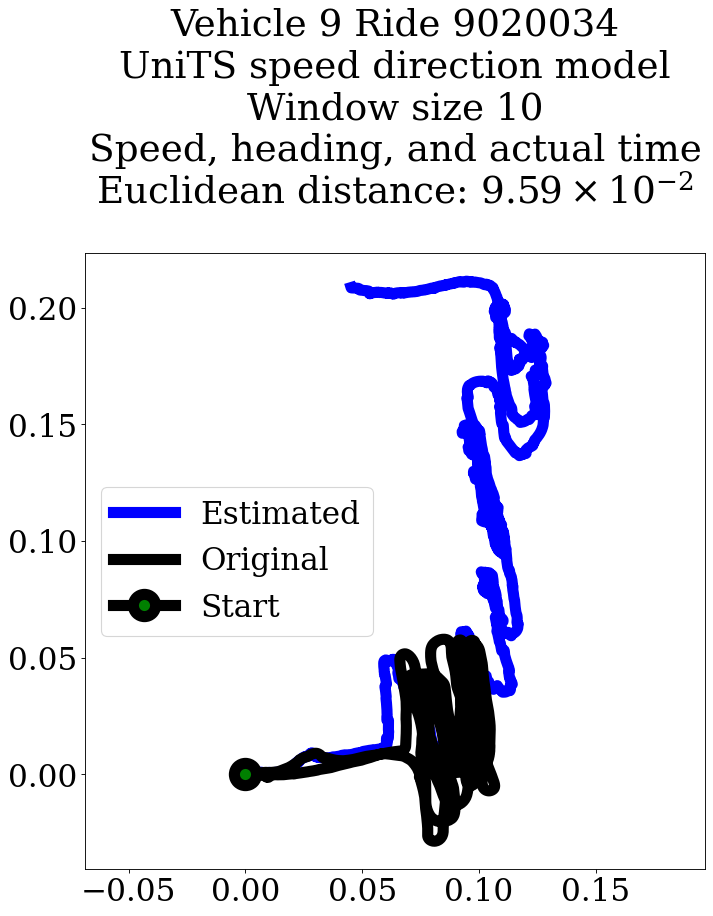 Vehicle 9 Ride 9020034
UniTS speed direction model
Window size 10
Speed, heading, and actual time
Euclidean distance: 9.59 × 10⁻²
0.20
0.15
0.10
0.05
0.00
Estimated
Original
Start
−0.05 0.00 0.05 0.10 0.15